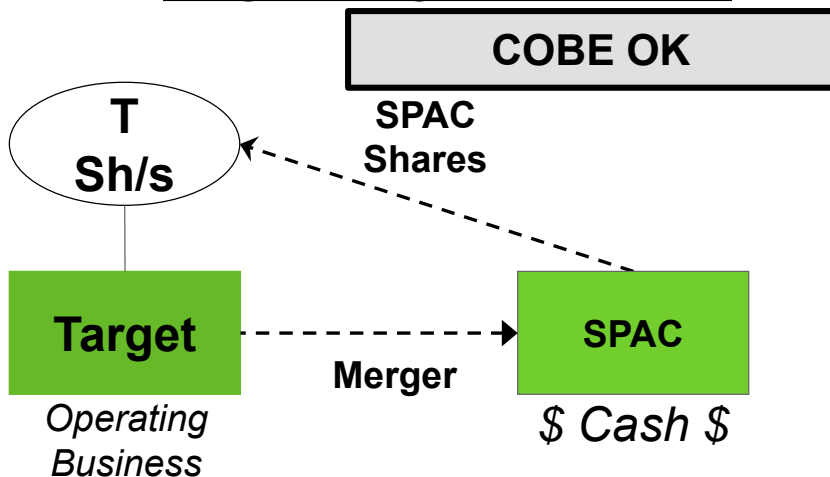 COBE OK
T
Sh/s
SPAC
Shares
Target
SPAC
Merger
Operating
Business
$ Cash $